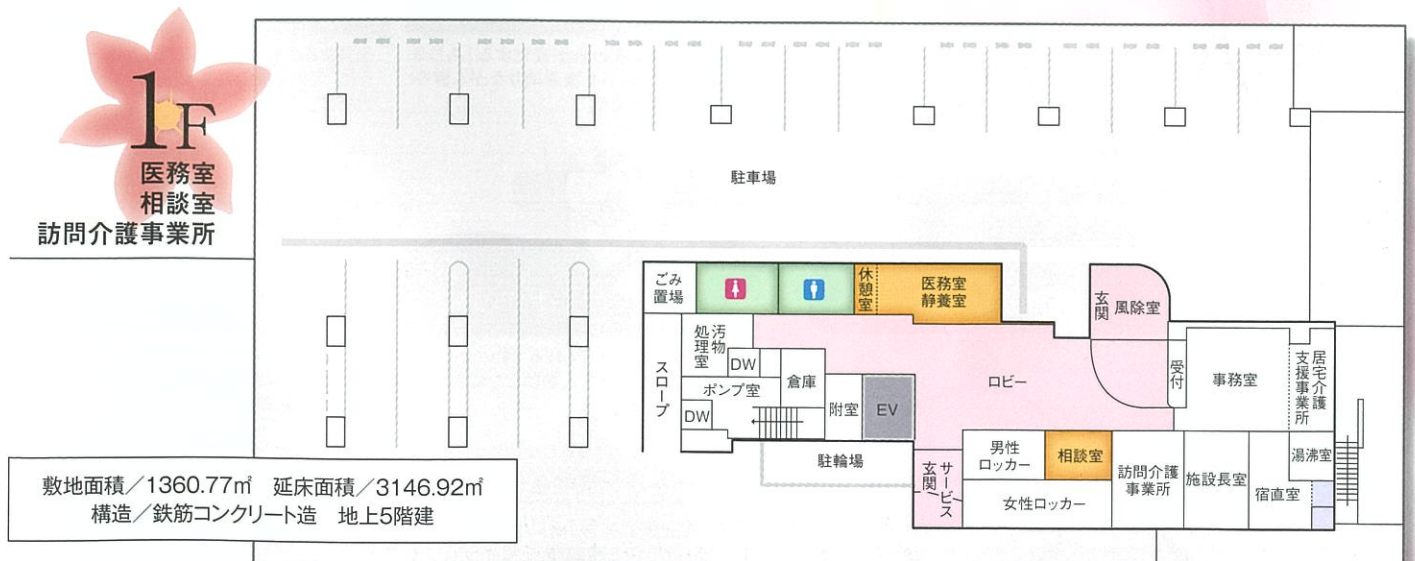 1F
医務室
相談室
訪問介護事業所
駐車場
ごみ
置場
休憩室
医務室
静養室
玄関
風除室
汚物
処理室
DW
スロープ
ポンプ室
倉庫
DW
附室
EV
ロビー
受付
事務室
居宅介護
支援事業所
駐輪場
サービス
玄関
男性
ロッカー
相談室
女性ロッカー
訪問介護
事業所
施設長室
宿直室
湯沸室
敷地面積／1360.77㎡ 延床面積／3146.92㎡
構造／鉄筋コンクリート造 地上5階建